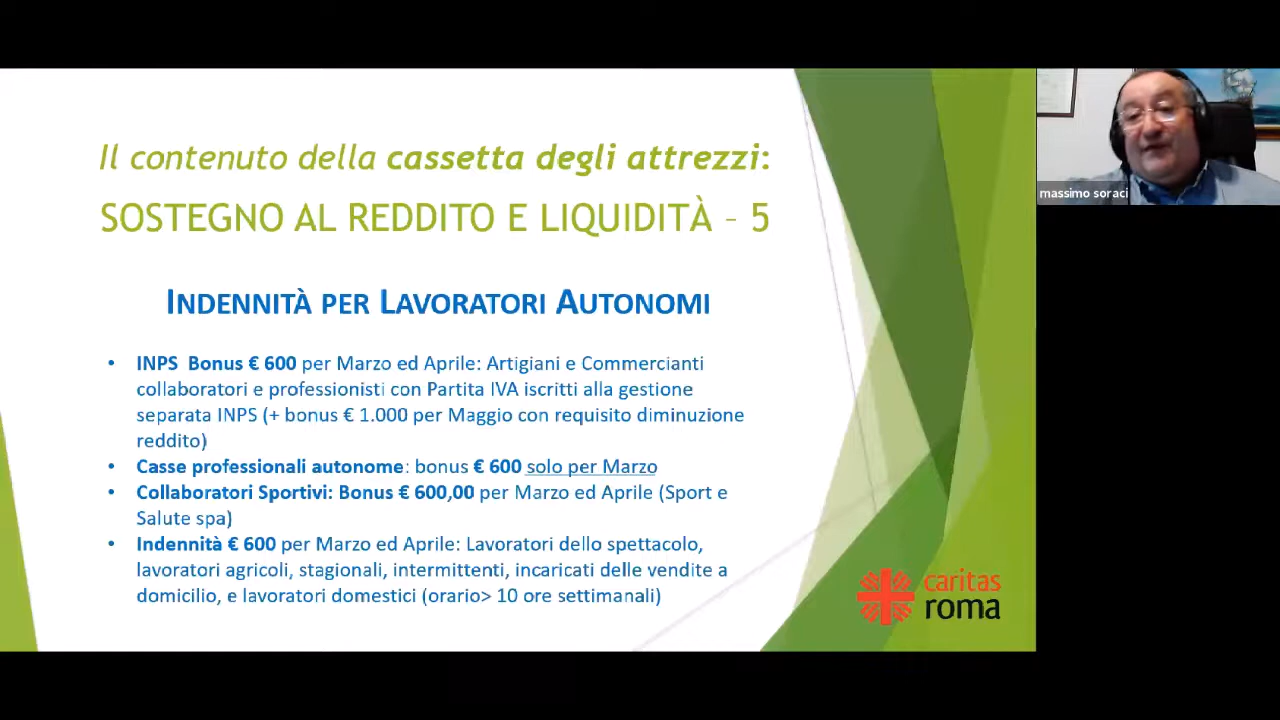 Il contenuto della cassetta degli attrezzi:
SOSTEGNO AL REDDITO E LIQUIDITÀ – 5
INDENNITÀ PER LAVORATORI AUTONOMI
• INPS Bonus € 600 per Marzo ed Aprile: Artigiani e Commercianti
collaboratori e professionisti con Partita IVA iscritti alla gestione
separata INPS (+ bonus € 1.000 per Maggio con requisito diminuzione
reddito)
• Casse professionali autonome: bonus € 600 solo per Marzo
• Collaboratori Sportivi: Bonus € 600,00 per Marzo ed Aprile (Sport e
Salute spa)
• Indennità € 600 per Marzo ed Aprile: Lavoratori dello spettacolo,
lavoratori agricoli, stagionali, intermittenti, incaricati delle vendite a
domicilio, e lavoratori domestici (orario> 10 ore settimanali)
caritas
roma
massimo soraci